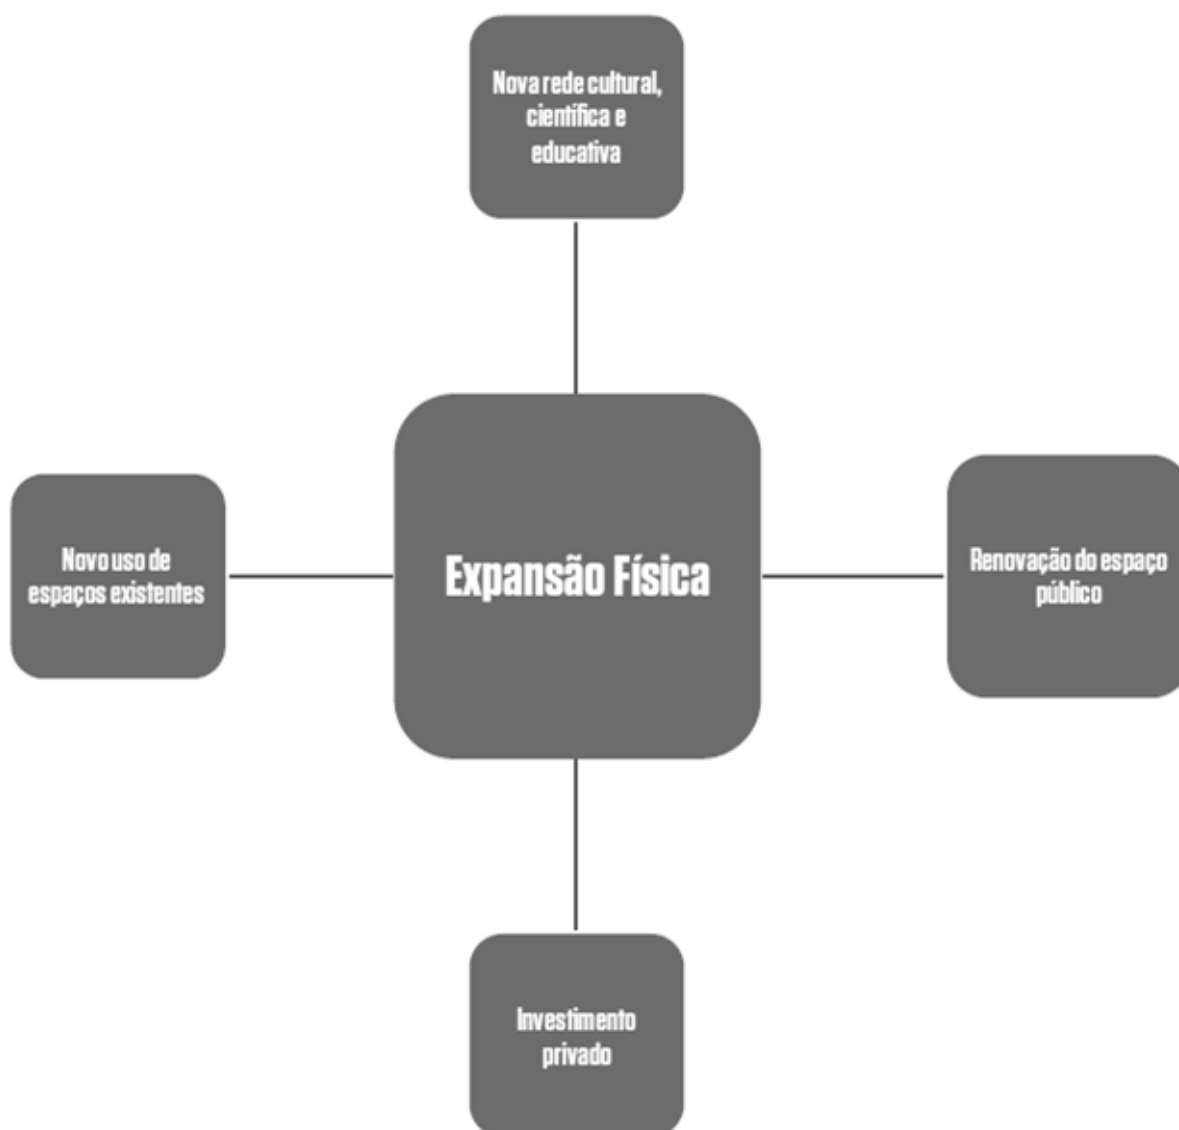 Nova rede cultural,
científica e
educativa
Novo uso de
espaços existentes
Expansão Física
Renovação do espaço
público
Investimento
privado